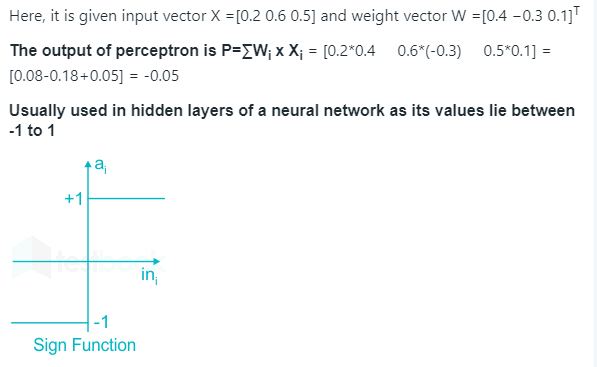 Here, it is given input vector X =[0.2 0.6 0.5] and weight vector W =[0.4 −0.3 0.1]ᵀ
The output of perceptron is P=∑Wᵢ x Xᵢ = [0.2*0.4 0.6*(-0.3) 0.5*0.1] =
[0.08-0.18+0.05] = -0.05
Usually used in hidden layers of a neural network as its values lie between
-1 to 1
aᵢ
+1
inᵢ
-1
Sign Function